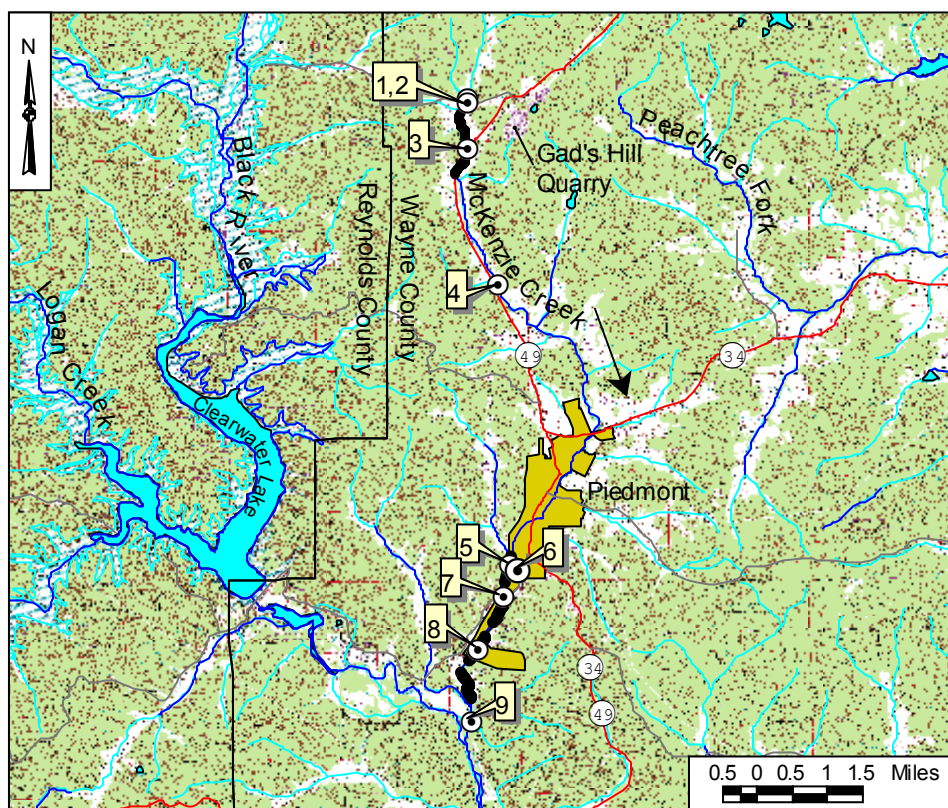 N
1,2
3
Gad's Hill
Quarry
Peachtree Fork
Black River
Reynolds County
Wayne County
McKenzie Creek
4
Logan Creek
49
34
Clearwater Lake
Piedmont
5
6
7
8
34
9
49
0.5 0 0.5 1 1.5 Miles